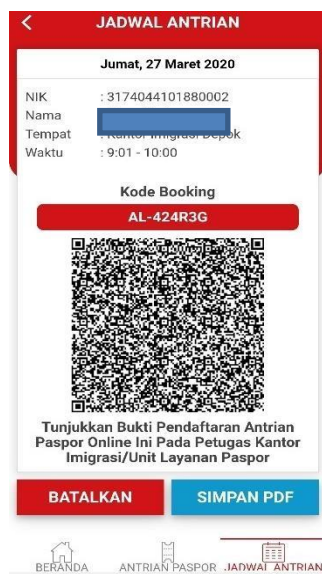 JADWAL ANTRIAN
Jumat, 27 Maret 2020
NIK : 3174044101880002
Nama
Tempat : Kantor Imigrasi Depok
Waktu : 9:01 - 10:00
Kode Booking
AL-424R3G
Tunjukkan Bukti Pendaftaran Antrian
Paspor Online Ini Pada Petugas Kantor
Imigrasi/Unit Layanan Paspor
BATALKAN SIMPAN PDF
BERANDA ANTRIAN PASPOR JADWAL ANTRIAN